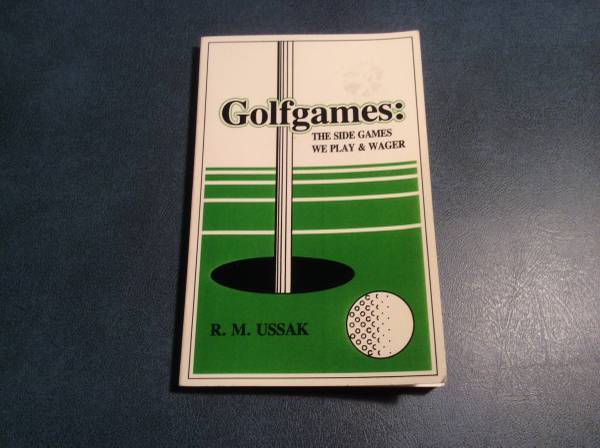 Golfgames:
THE SIDE GAMES
WE PLAY & WAGER
R. M. USSAK